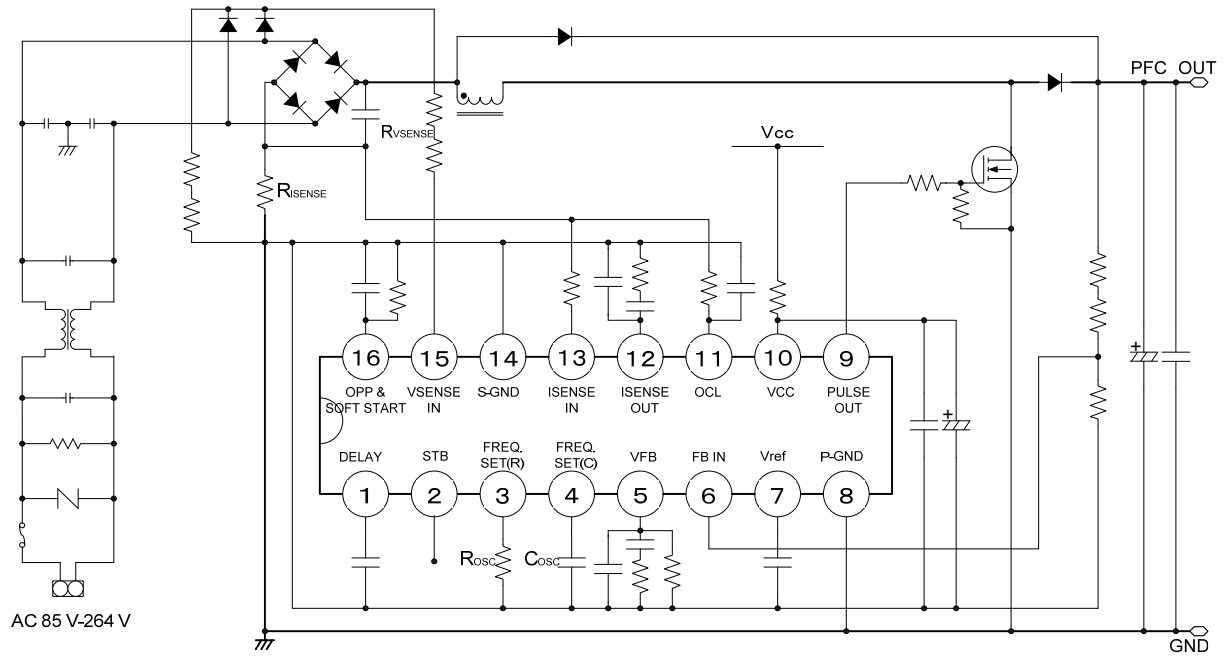 PFC OUT
RVSENSE
Vcc
RISENSE
16 15 14 13 12 11 10 9
OPP & SOFT START
VSENSE IN
S-GND
ISENSE IN
ISENSE OUT
OCL
VCC
PULSE OUT
DELAY
STB
FREQ. SET(R)
FREQ. SET(C)
VFB
FB IN
Vref
P-GND
1 2 3 4 5 6 7 8
ROSC
COSC
+
+
AC 85 V-264 V
GND